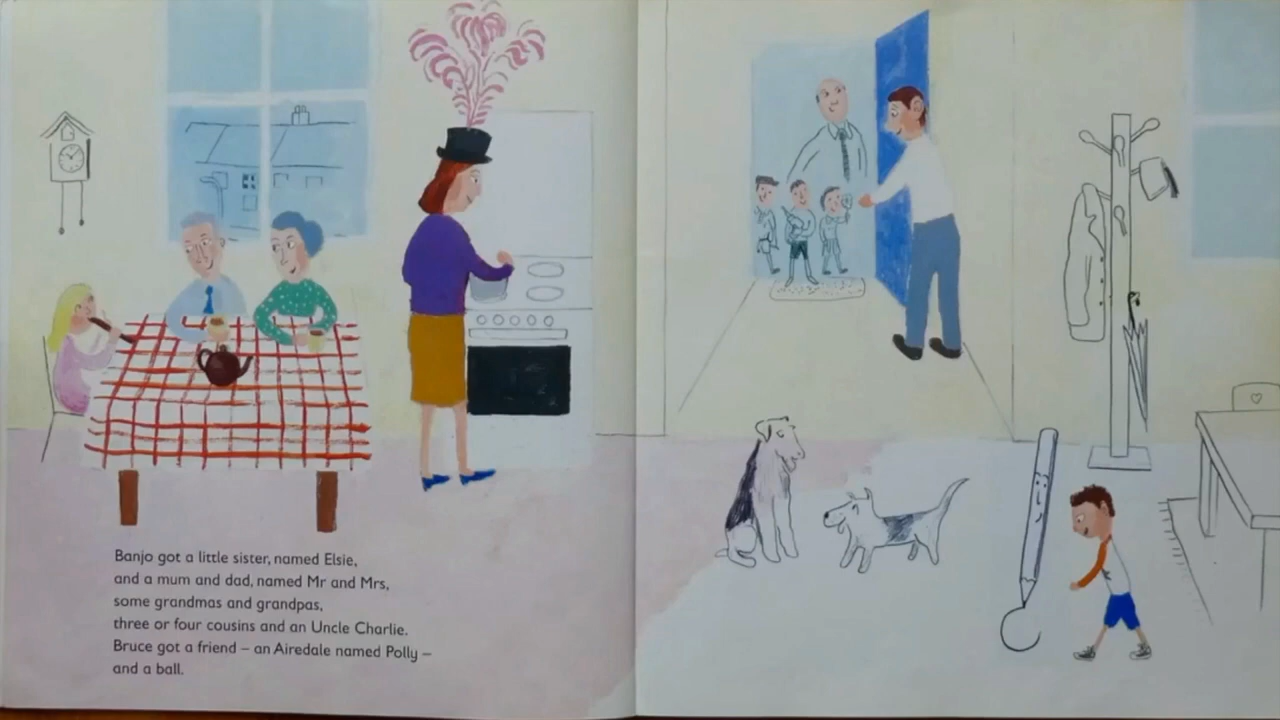 Banjo got a little sister, named Elsie,
and a mum and dad, named Mr and Mrs,
some grandmas and grandpas,
three or four cousins and an Uncle Charlie.
Bruce got a friend – an Airedale named Polly –
and a ball.